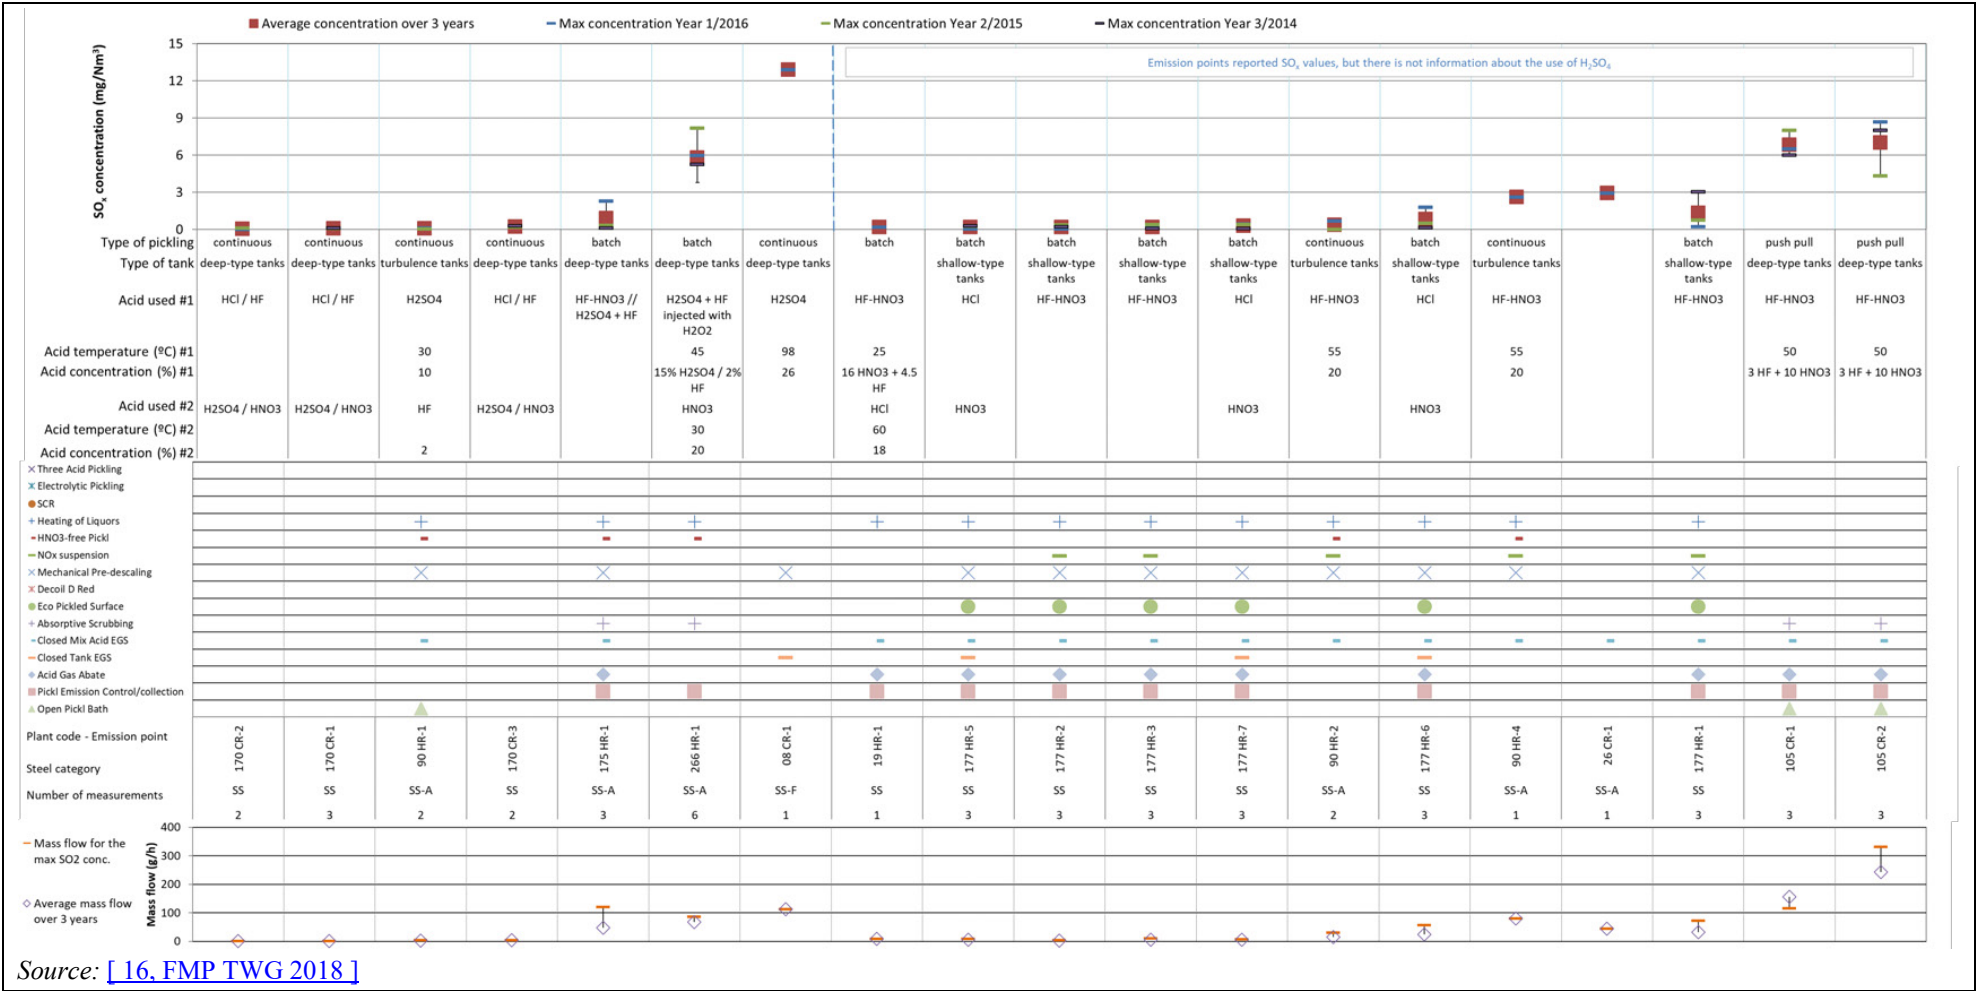 Average concentration over 3 years Max concentration Year 1/2016 Max concentration Year 2/2015 Max concentration Year 3/2014
SOx concentration (mg/Nm³)
15
12
9
6
3
0
Emission points reported SOx values, but there is not information about the use of H2SO4
Type of pickling continuous continuous continuous continuous batch batch continuous batch batch batch batch batch continuous batch continuous batch push pull push pull
Type of tank deep-type tanks deep-type tanks turbulence tanks deep-type tanks deep-type tanks deep-type tanks deep-type tanks shallow-type shallow-type shallow-type shallow-type turbulence tanks shallow-type turbulence tanks shallow-type deep-type tanks deep-type tanks
tanks tanks tanks tanks tanks tanks
Acid used #1 HCl / HF HCl / HF H2SO4 HCl / HF HF-HNO3 // H2SO4 + HF H2SO4 HF-HNO3 HCl HF-HNO3 HF-HNO3 HCl HF-HNO3 HCl HF-HNO3 HF-HNO3 HF-HNO3 HF-HNO3
H2SO4 + HF injected with
H2O2
Acid temperature (ºC) #1 30 45 98 25 55 55 50 50
Acid concentration (%) #1 10 15% H2SO4 / 2% 26 16 HNO3 + 4.5 20 20 3 HF + 10 HNO3 3 HF + 10 HNO3
HF HF
Acid used #2 H2SO4 / HNO3 H2SO4 / HNO3 HF H2SO4 / HNO3 HNO3 HCl HNO3 HNO3 HNO3
Acid temperature (ºC) #2 30 60
Acid concentration (%) #2 2 20 18
Three Acid Pickling
Electrolytic Pickling
SCR
Heating of Liquors
HNO3-free Pickl
NOx suspension
Mechanical Pre-descaling
Decoil D Red
Eco Pickled Surface
Absorptive Scrubbing
Closed Mix Acid EGS
Closed Tank EGS
Acid Gas Abate
Pickl Emission Control/collection
Open Pickl Bath
Plant code - Emission point 170 CR-2 170 CR-1 90 HR-1 170 CR-3 175 HR-1 266 HR-1 08 CR-1 19 HR-1 177 HR-5 177 HR-2 177 HR-3 177 HR-7 90 HR-2 177 HR-6 90 HR-4 26 CR-1 177 HR-1 105 CR-1 105 CR-2
Steel category
SS SS SS-A SS SS-A SS-A SS-F SS SS SS SS SS SS-A SS SS-A SS-A SS
Number of measurements
2 3 2 2 3 6 1 1 3 3 3 3 2 3 1 1 3 3 3
Mass flow for the
max SO2 conc.
Average mass flow
over 3 years
Mass flow (g/h)
400
300
200
100
0
Source: [ 16, FMP TWG 2018 ]